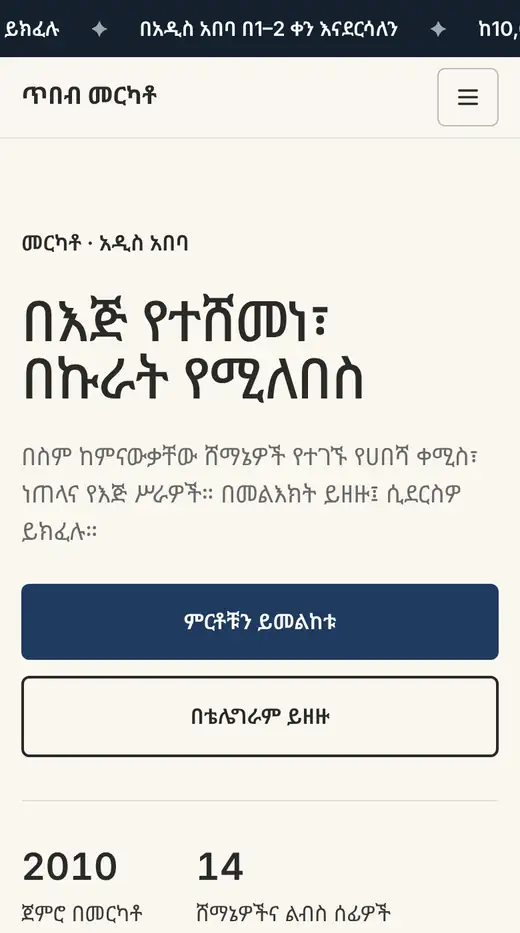 ይክፈሉ ✦ በአዲስ አበባ በ1–2 ቀን እናደርሳለን ✦ ከ10,
ጥበብ መርካቶ
መርካቶ · አዲስ አበባ
በእጅ የተሸመነ፣
በኩራት የሚለበስ
በስም ከምናውቃቸው ሸማኔዎች የተገኙ የሀበሻ ቀሚስ፣
ነጠላና የእጅ ሥራዎች። በመልእክት ይዘዙ፤ ሲደርስዎ
ይክፈሉ።
ምርቶቹን ይመልከቱ
በቴሌግራም ይዘዙ
2010 14
ጀምሮ በመርካቶ ሸማኔዎችና ልብስ ሰፊዎች